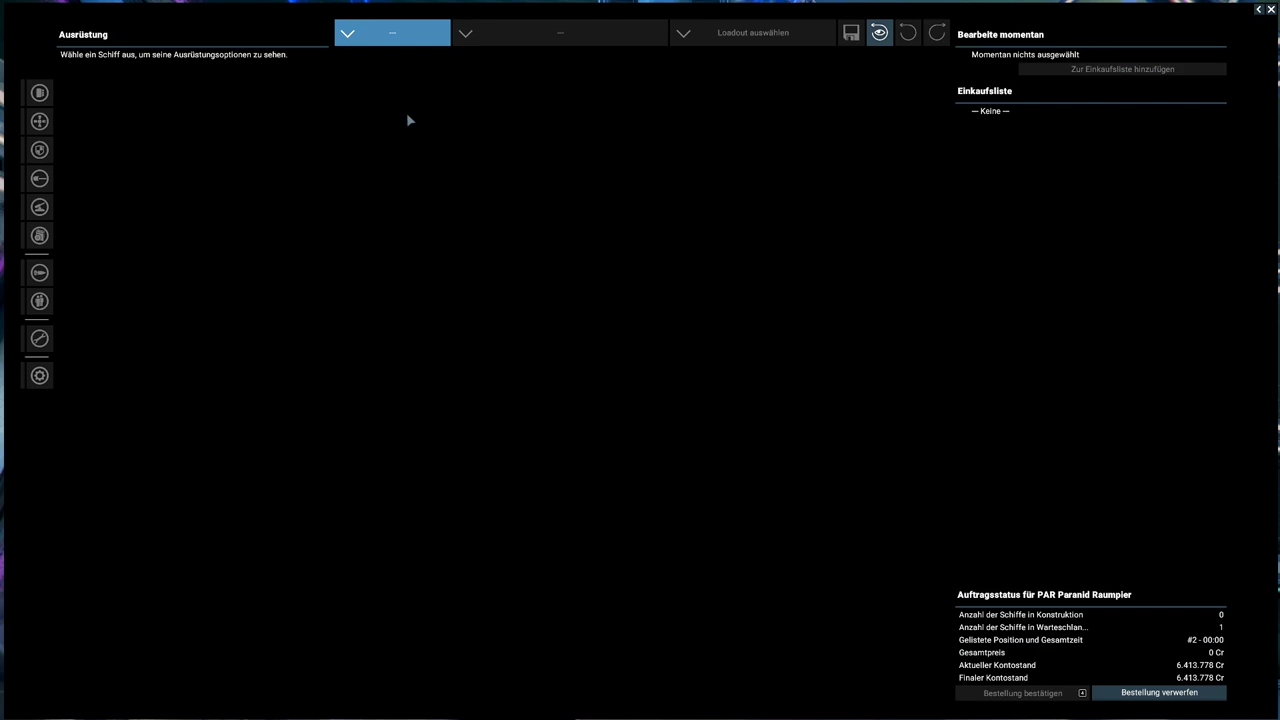 Ausrüstung
Wähle ein Schiff aus, um seine Ausrüstungsoptionen zu sehen.
---
---
Loadout auswählen
Bearbeite momentan
Momentan nichts ausgewählt
Zur Einkaufsliste hinzufügen
Einkaufsliste
— Keine —
Auftragsstatus für PAR Paranid Raumpier
Anzahl der Schiffe in Konstruktion 0
Anzahl der Schiffe in Warteschlan... 1
Gelistete Position und Gesamtzeit #2 - 00:00
Gesamtpreis 0 Cr
Aktueller Kontostand 6.413.778 Cr
Finaler Kontostand 6.413.778 Cr
Bestellung bestätigen
Bestellung verwerfen